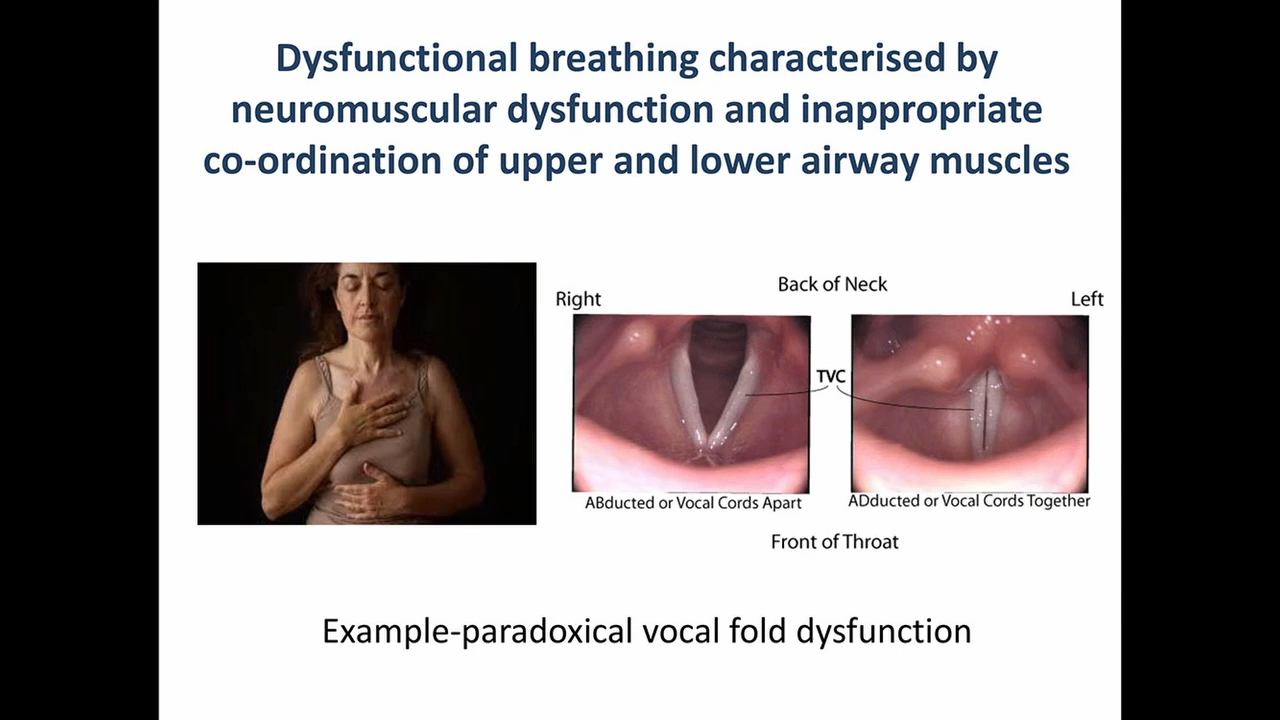 Dysfunctional breathing characterised by
neuromuscular dysfunction and inappropriate
co-ordination of upper and lower airway muscles
Back of Neck
Right
Left
TVC
ABducted or Vocal Cords Apart
ADducted or Vocal Cords Together
Front of Throat
Example-paradoxical vocal fold dysfunction